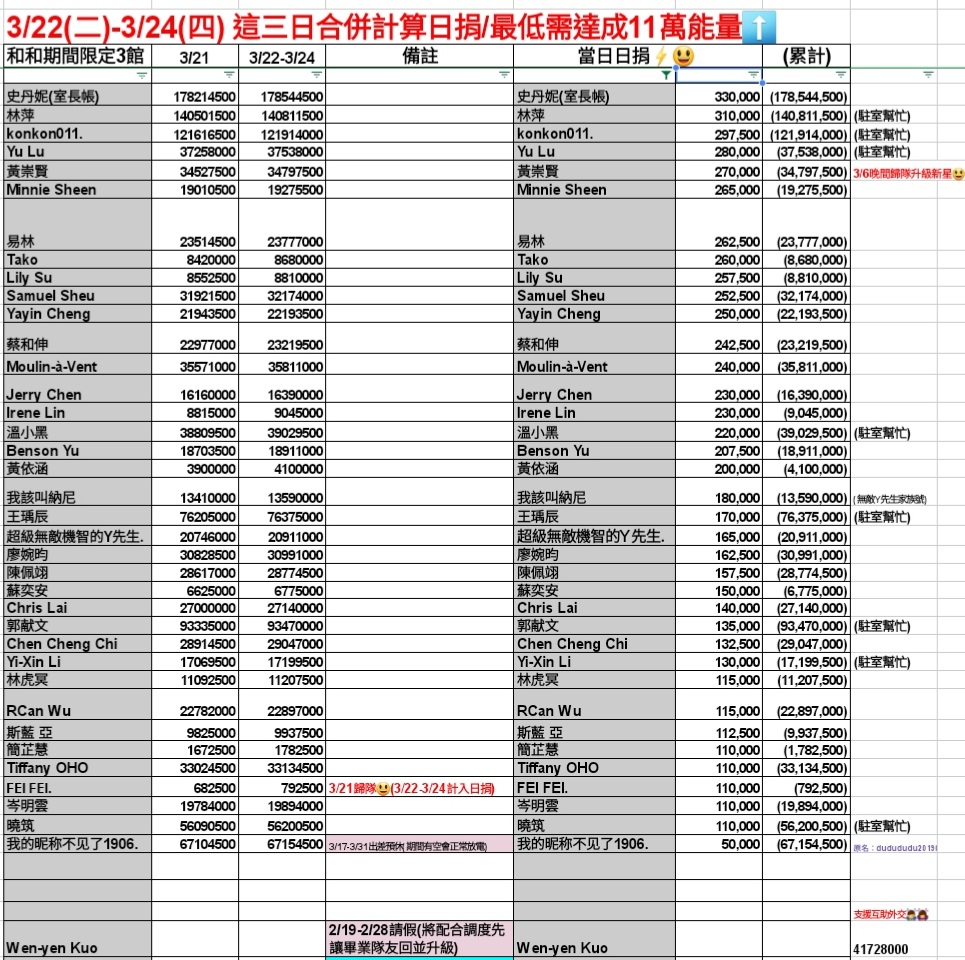 3/22(二)-3/24(四) 這三日合併計算日捐/最低需達成11萬能量⬆️
和和期間限定3館 3/21 3/22-3/24 備註 當日日捐⚡😃 (累計)
史丹妮(室長帳) 178214500 178544500 史丹妮(室長帳) 330,000 (178,544,500)
林萍 140501500 140811500 林萍 310,000 (140,811,500) (駐室幫忙)
konkon011. 121616500 121914000 konkon011. 297,500 (121,914,000) (駐室幫忙)
Yu Lu 37258000 37538000 Yu Lu 280,000 (37,538,000) (駐室幫忙)
黃崇賢 34527500 34797500 黃崇賢 270,000 (34,797,500) 3/6晚間歸隊升級新星😃
Minnie Sheen 19010500 19275500 Minnie Sheen 265,000 (19,275,500)
易林 23514500 23777000 易林 262,500 (23,777,000)
Tako 8420000 8680000 Tako 260,000 (8,680,000)
Lily Su 8552500 8810000 Lily Su 257,500 (8,810,000)
Samuel Sheu 31921500 32174000 Samuel Sheu 252,500 (32,174,000)
Yayin Cheng 21943500 22193500 Yayin Cheng 250,000 (22,193,500)
蔡和伸 22977000 23219500 蔡和伸 242,500 (23,219,500)
Moulin-à-Vent 35571000 35811000 Moulin-à-Vent 240,000 (35,811,000)
Jerry Chen 16160000 16390000 Jerry Chen 230,000 (16,390,000)
Irene Lin 8815000 9045000 Irene Lin 230,000 (9,045,000)
溫小黑 38809500 39029500 溫小黑 220,000 (39,029,500) (駐室幫忙)
Benson Yu 18703500 18911000 Benson Yu 207,500 (18,911,000)
黃依涵 3900000 4100000 黃依涵 200,000 (4,100,000)
我該叫納尼 13410000 13590000 我該叫納尼 180,000 (13,590,000) (無敵Y先生家族號)
王瑀辰 76205000 76375000 王瑀辰 170,000 (76,375,000) (駐室幫忙)
超級無敵機智的Y先生. 20746000 20911000 超級無敵機智的Y先生. 165,000 (20,911,000)
廖婉昀 30828500 30991000 廖婉昀 162,500 (30,991,000)
陳佩翊 28617000 28774500 陳佩翊 157,500 (28,774,500)
蘇奕安 6625000 6775000 蘇奕安 150,000 (6,775,000)
Chris Lai 27000000 27140000 Chris Lai 140,000 (27,140,000)
郭献文 93335000 93470000 郭献文 135,000 (93,470,000) (駐室幫忙)
Chen Cheng Chi 28914500 29047000 Chen Cheng Chi 132,500 (29,047,000)
Yi-Xin Li 17069500 17199500 Yi-Xin Li 130,000 (17,199,500) (駐室幫忙)
林虎冥 11092500 11207500 林虎冥 115,000 (11,207,500)
RCan Wu 22782000 22897000 RCan Wu 115,000 (22,897,000)
斯藍 亞 9825000 9937500 斯藍 亞 112,500 (9,937,500)
簡芷慧 1672500 1782500 簡芷慧 110,000 (1,782,500)
Tiffany OHO 33024500 33134500 Tiffany OHO 110,000 (33,134,500)
FEI FEI. 682500 792500 3/21歸隊😃(3/22-3/24計入日捐) FEI FEI. 110,000 (792,500)
岑明雲 19784000 19894000 岑明雲 110,000 (19,894,000)
曉筑 56090500 56200500 曉筑 110,000 (56,200,500) (駐室幫忙)
我的昵称不见了1906. 67104500 67154500 3/17-3/31出差預休(期間有空會正常放電) 我的昵称不见了1906. 50,000 (67,154,500) 原名：dudududu2019
支援互助外交
2/19-2/28請假(將配合調度先
Wen-yen Kuo 讓畢業隊友回並升級) Wen-yen Kuo 41728000